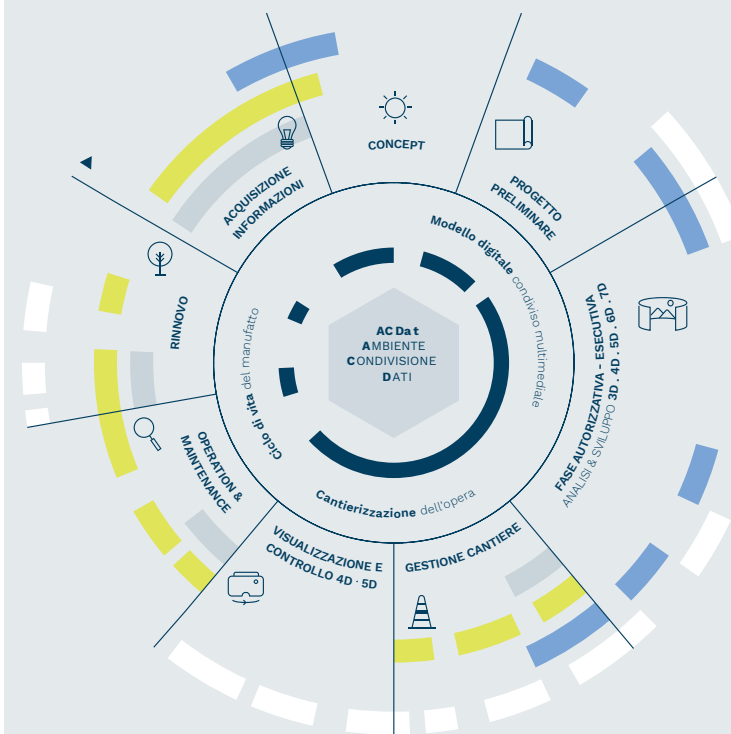 CONCEPT
PROGETTO
PRELIMINARE
FASE AUTORIZZATIVA - ESECUTIVA
ANALISI & SVILUPPO 3D . 4D . 5D . 6D . 7D
GESTIONE CANTIERE
VISUALIZZAZIONE E
CONTROLLO 4D · 5D
OPERATION &
MAINTENANCE
RINNOVO
ACQUISIZIONE
INFORMAZIONI
Modello digitale condiviso multimediale
Cantierizzazione dell'opera
Ciclo di vita del manufatto
ACDat
AMBIENTE
CONDIVISIONE
DATI